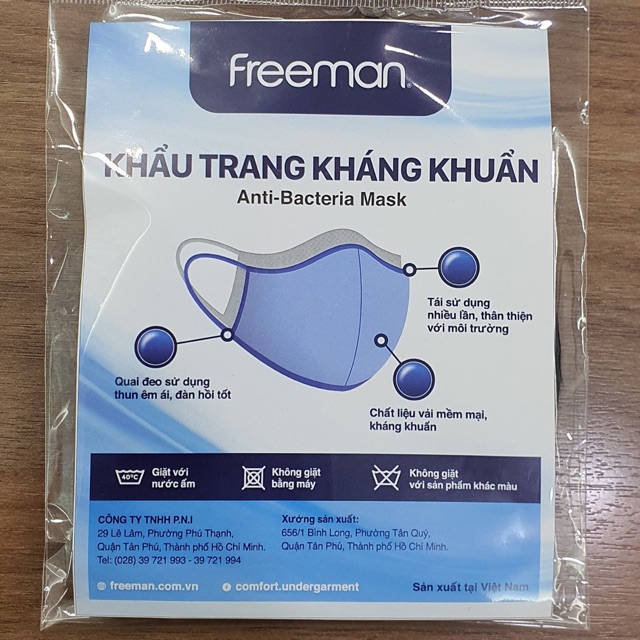 Freeman®
KHẨU TRANG KHÁNG KHUẨN
Anti-Bacteria Mask
Tái sử dụng
nhiều lần, thân thiện
với môi trường
Quai đeo sử dụng
thun êm ái, đàn hồi tốt
Chất liệu vải mềm mại,
kháng khuẩn
40°C
Giặt với
nước ấm
Không giặt
bằng máy
Không giặt
với sản phẩm khác màu
CÔNG TY TNHH P.N.I
29 Lê Lâm, Phường Phú Thạnh,
Quận Tân Phú, Thành phố Hồ Chí Minh.
Tel: (028) 39 721 993 - 39 721 994
Xưởng sản xuất:
656/1 Bình Long, Phường Tân Quý,
Quận Tân Phú, Thành phố Hồ Chí Minh.
freeman.com.vn
comfort.undergarment
Sản xuất tại Việt Nam